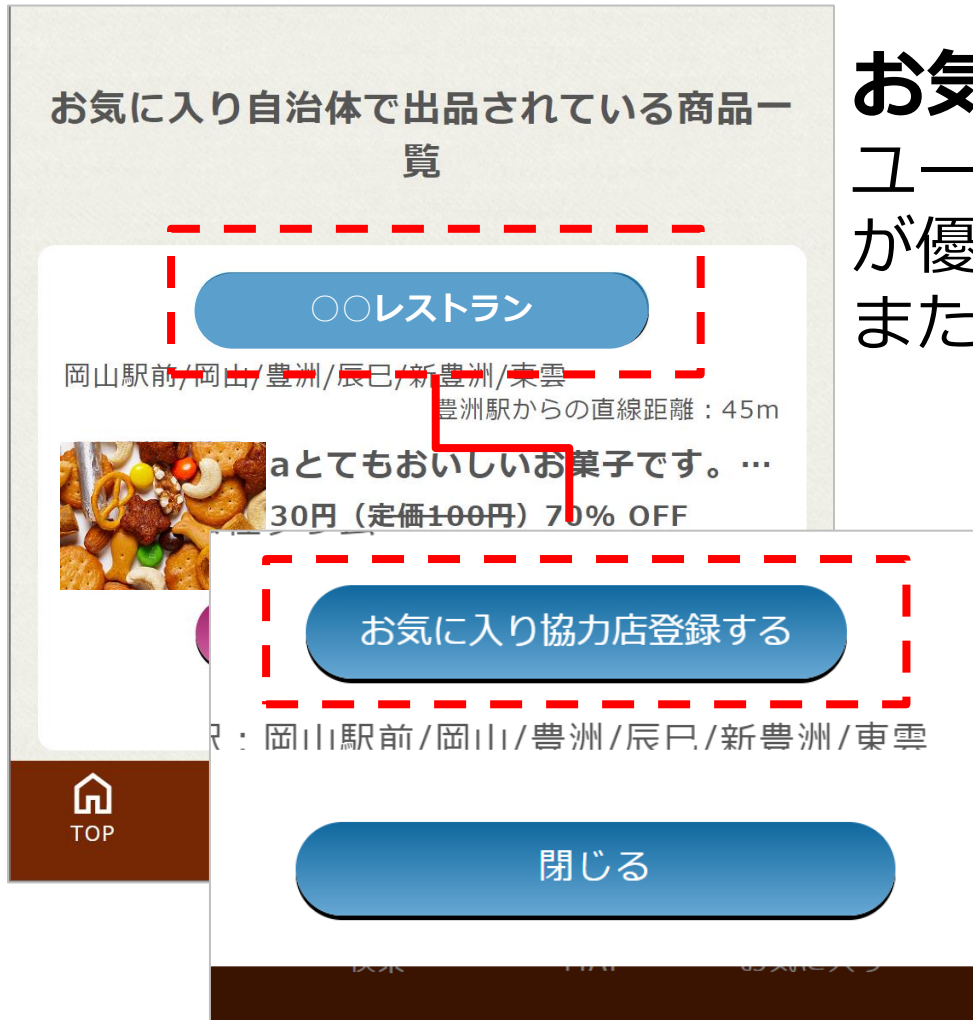 お気に入り自治体で出品されている商品一
覧
○○レストラン
岡山駅前/岡山/豊洲/辰巳/新豊洲/東雲
豊洲駅からの直線距離：45m
aとてもおいしいお菓子です。…
30円（定価100円）70% OFF
TOP
お気に入り協力店登録する
：岡山駅前/岡山/豊洲/辰巳/新豊洲/東雲
閉じる
お気
ユー
が優
また